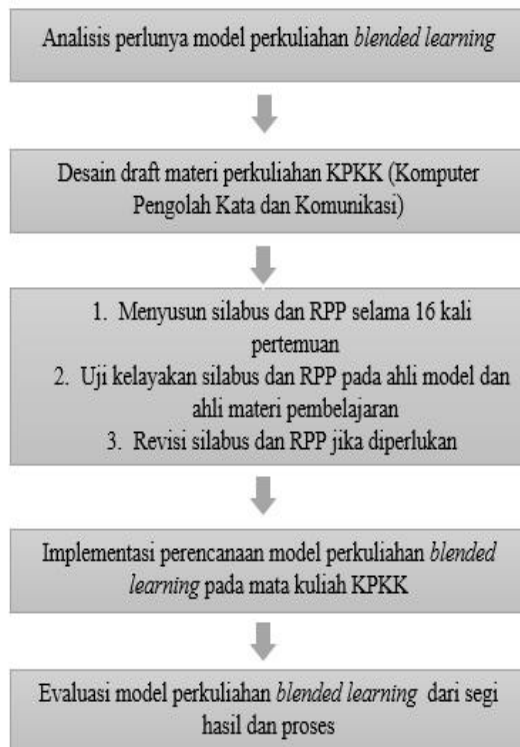 Analisis perlunya model perkuliahan blended learning
Desain draft materi perkuliahan KPKK (Komputer
Pengolah Kata dan Komunikasi)
1. Menyusun silabus dan RPP selama 16 kali
pertemuan
2. Uji kelayakan silabus dan RPP pada ahli model dan
ahli materi pembelajaran
3. Revisi silabus dan RPP jika diperlukan
Implementasi perencanaan model perkuliahan blended
learning pada mata kuliah KPKK
Evaluasi model perkuliahan blended learning dari segi
hasil dan proses